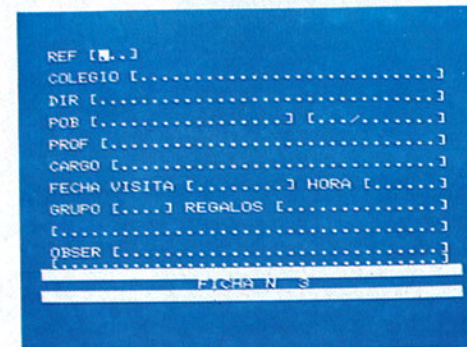 REF [...]
COLEGIO [..............................]
DIR [..................................]
POB [.................] [.../..........]
PROF [.................................]
CARGO [................................]
FECHA VISITA [........] HORA [......]
GRUPO [....] REGALOS [...............
[......................................]
OBSER [................................]
[......................................]
FICHA N 3